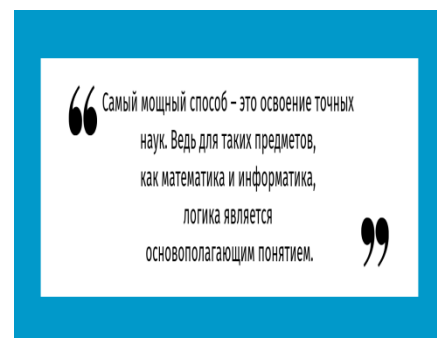 “ Самый мощный способ – это освоение точных
наук. Ведь для таких предметов,
как математика и информатика,
логика является
основополагающим понятием. ”